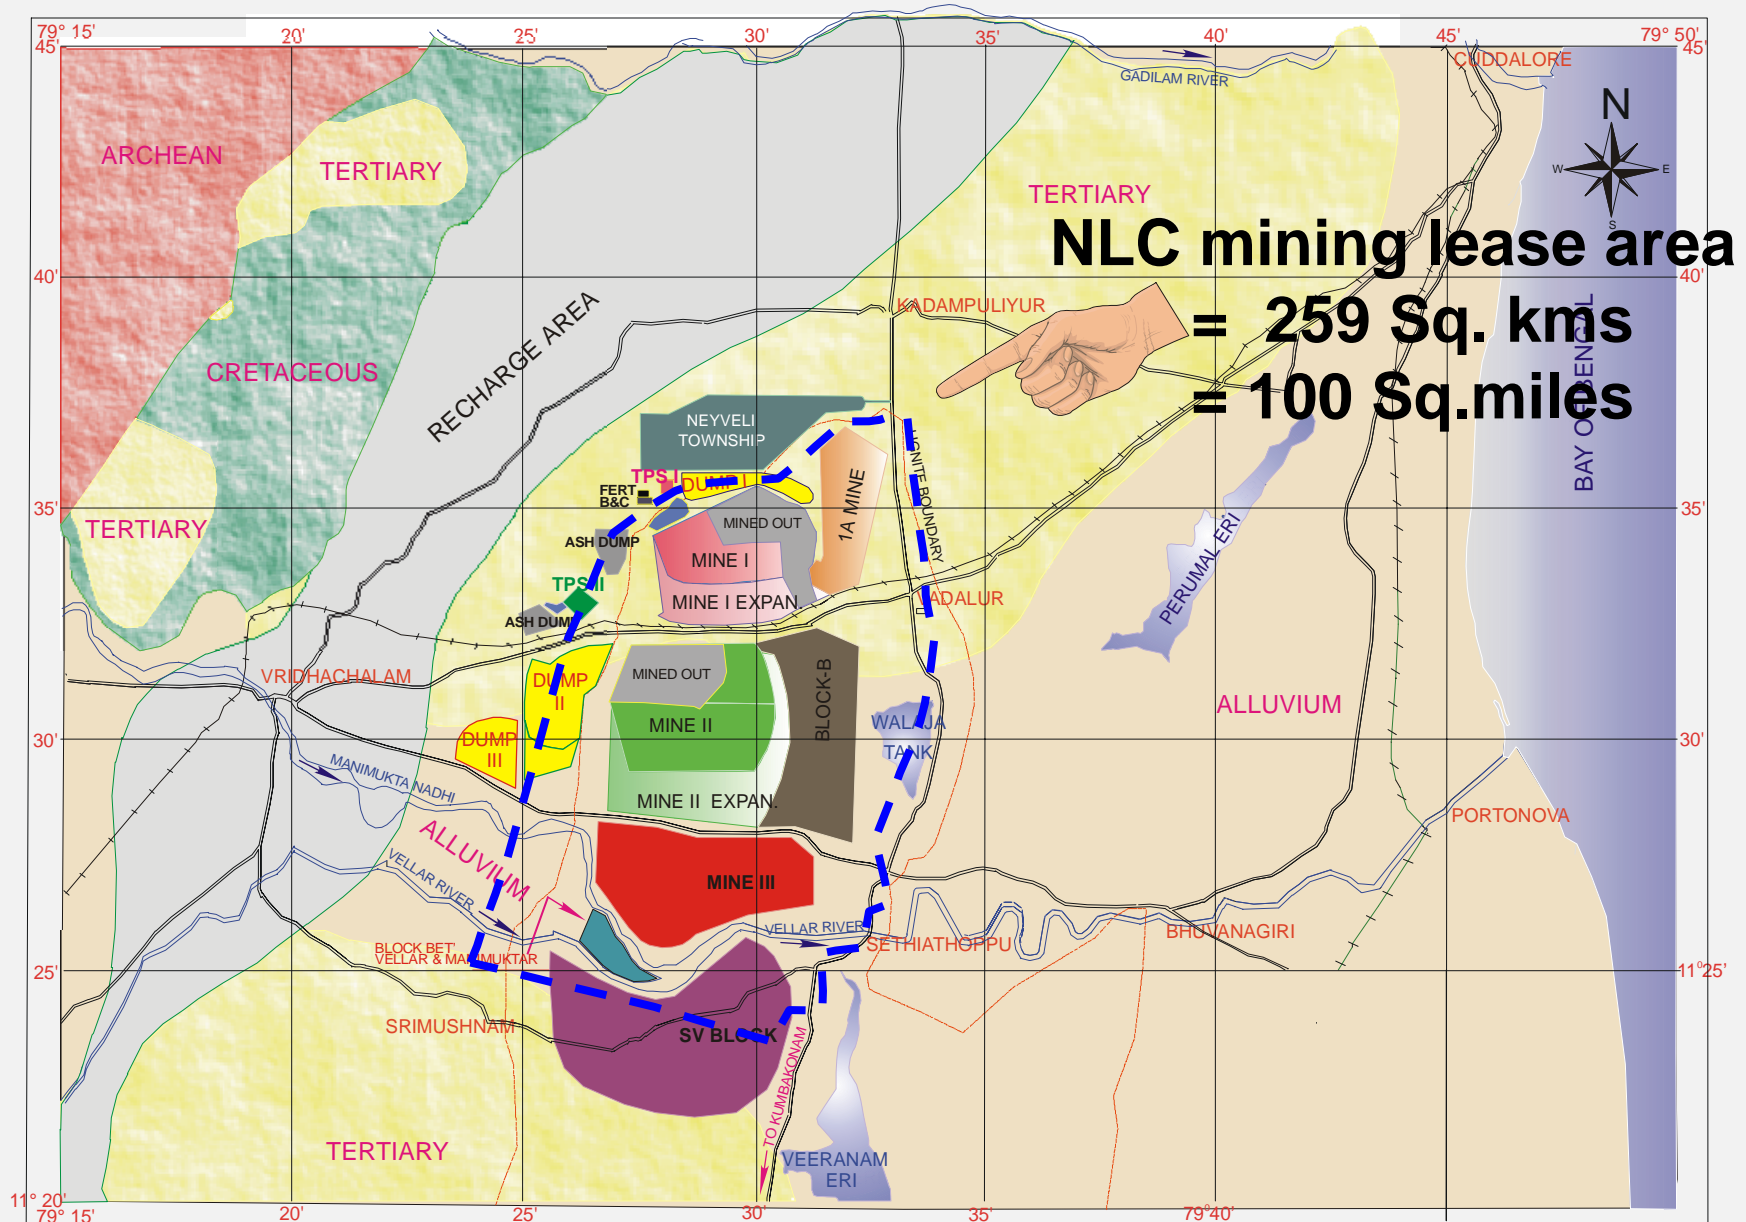 79° 15'
20'
25'
30'
35'
40'
45'
79° 50'
45'
45'
CUDDALORE
GADILAM RIVER
N
W
E
S
ARCHEAN
TERTIARY
TERTIARY
NLC mining lease area
= 259 Sq. kms
= 100 Sq.miles
40'
40'
KADAMPULIYUR
RECHARGE AREA
CRETACEOUS
BAY OF BENGOL
NEYVELI
TOWNSHIP
LIGNITE BOUNDARY
TPS I
DUMP I
FERT
B&C
1A MINE
35'
35'
TERTIARY
MINED OUT
ASH DUMP
MINE I
PERUMAL ERI
TPS II
MINE I EXPAN.
VADALUR
ASH DUMP
VRIDHACHALAM
MINED OUT
DUMP
II
BLOCK-B
ALLUVIUM
MINE II
WALAJA
TANK
30'
30'
DUMP
III
MANIMUKTA NADHI
MINE II EXPAN.
PORTONOVA
ALLUVIUM
VELLAR RIVER
MINE III
VELLAR RIVER
SETHIATHOPPU
BHUVANAGIRI
BLOCK BET'
VELLAR & MANIMUKTAR
25'
11°25'
SRIMUSHNAM
SV BLOCK
TO KUMBAKONAM
TERTIARY
VEERANAM
ERI
11° 20'
79° 15'
20'
25'
30'
35'
79°40'
45'